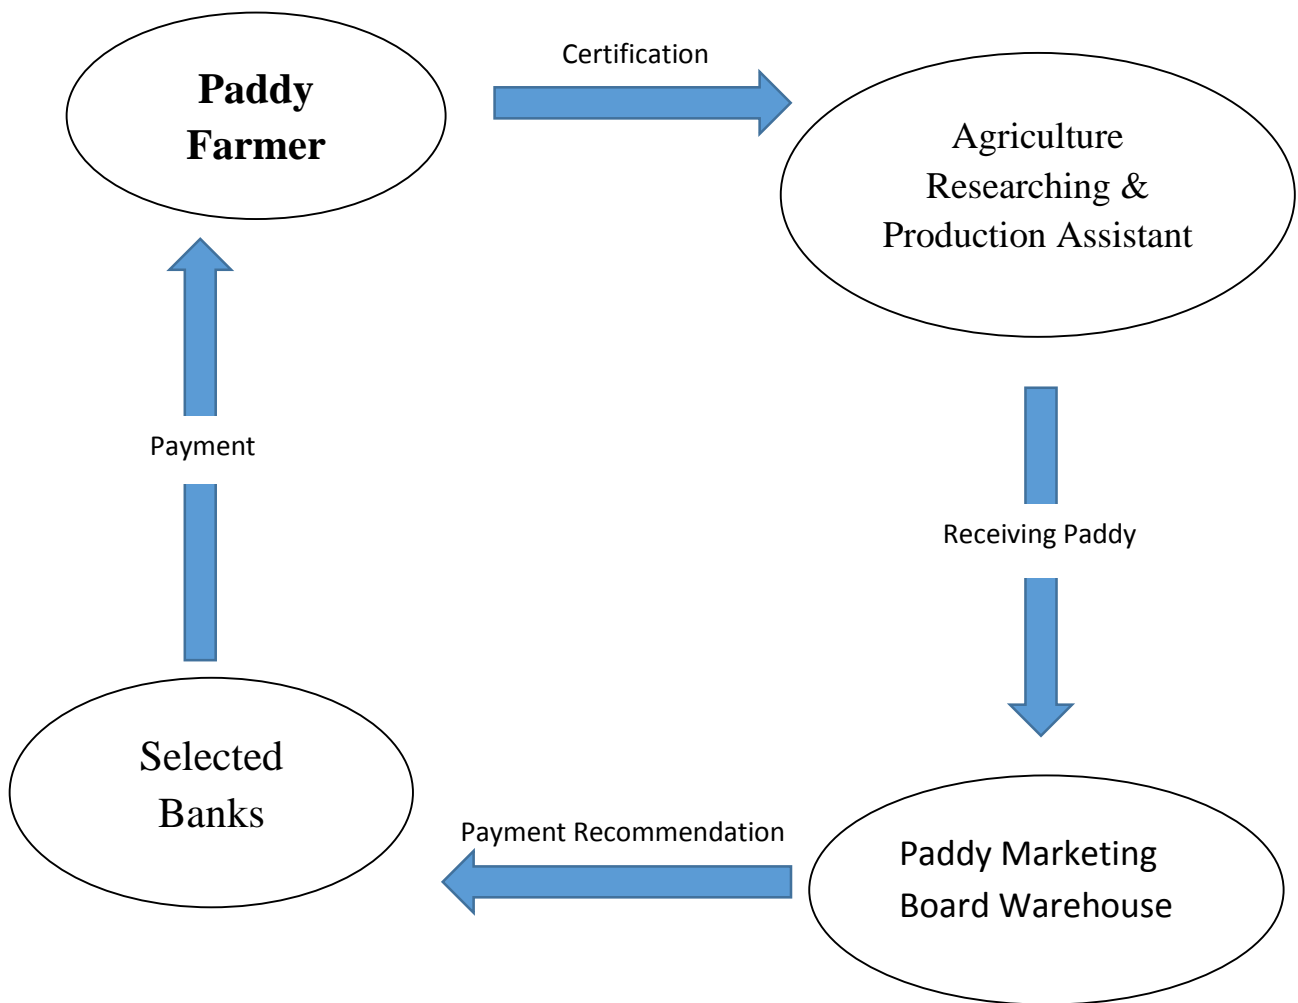 Paddy
Farmer
Certification
Agriculture
Researching &
Production Assistant
Payment
Receiving Paddy
Selected
Banks
Payment Recommendation
Paddy Marketing
Board Warehouse